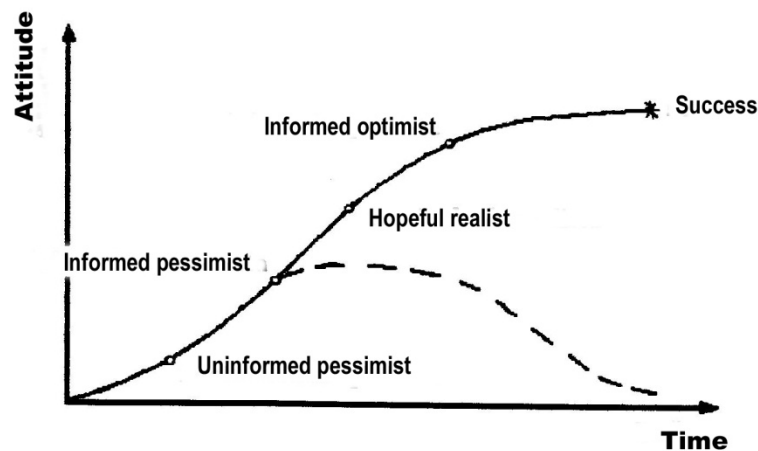 Attitude
Success
Informed optimist
Hopeful realist
Informed pessimist
Uninformed pessimist
Time